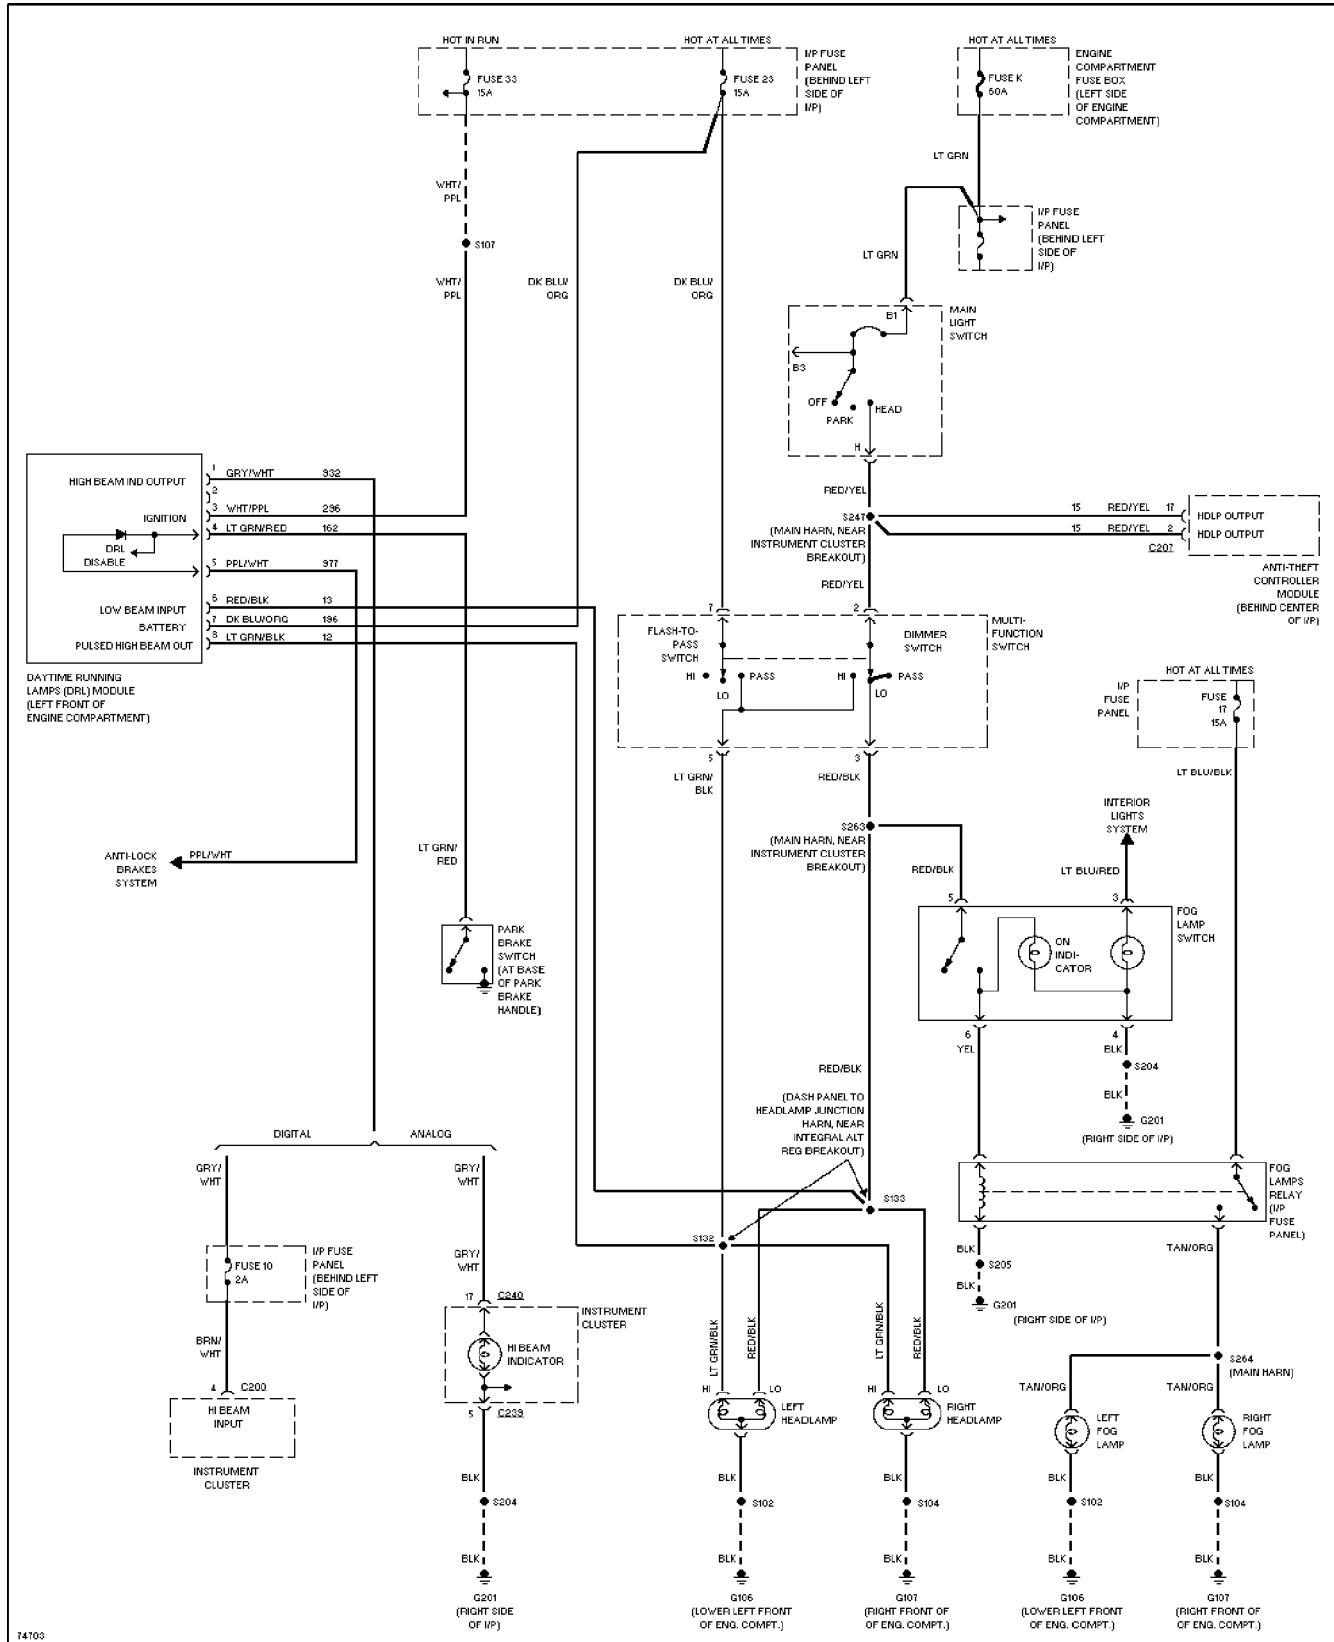 HOT IN RUN
HOT AT ALL TIMES
HOT AT ALL TIMES
FUSE 33
15A
FUSE 23
15A
I/P FUSE
PANEL
(BEHIND LEFT
SIDE OF
I/P)
FUSE K
60A
ENGINE
COMPARTMENT
FUSE BOX
(LEFT SIDE
OF ENGINE
COMPARTMENT)
LT GRN
WHT/
PPL
S107
WHT/
PPL
DK BLU/
ORG
DK BLU/
ORG
LT GRN
I/P FUSE
PANEL
(BEHIND LEFT
SIDE OF
I/P)
B1
MAIN
LIGHT
SWITCH
B3
OFF
PARK
HEAD
H
RED/YEL
S247
(MAIN HARN, NEAR
INSTRUMENT CLUSTER
BREAKOUT)
RED/YEL
15 RED/YEL 17
HDLP OUTPUT
15 RED/YEL 2
HDLP OUTPUT
C207
ANTI-THEFT
CONTROLLER
MODULE
(BEHIND CENTER
OF I/P)
HIGH BEAM IND OUTPUT
1 GRY/WHT 932
2
IGNITION
3 WHT/PPL 296
4 LT GRN/RED 162
DRL
DISABLE
5 PPL/WHT 977
LOW BEAM INPUT
6 RED/BLK 13
BATTERY
7 DK BLU/ORG 196
PULSED HIGH BEAM OUT
8 LT GRN/BLK 12
DAYTIME RUNNING
LAMPS (DRL) MODULE
(LEFT FRONT OF
ENGINE COMPARTMENT)
7
2
FLASH-TO-
PASS
SWITCH
DIMMER
SWITCH
MULTI-
FUNCTION
SWITCH
HI
LO
PASS
HI
LO
PASS
5
3
LT GRN/
BLK
RED/BLK
S263
(MAIN HARN, NEAR
INSTRUMENT CLUSTER
BREAKOUT)
HOT AT ALL TIMES
I/P
FUSE
PANEL
FUSE
17
15A
LT BLU/BLK
INTERIOR
LIGHTS
SYSTEM
RED/BLK
LT BLU/RED
5
3
FOG
LAMP
SWITCH
ON
INDI-
CATOR
6
YEL
4
BLK
S204
BLK
G201
(RIGHT SIDE OF I/P)
ANTI-LOCK
BRAKES
SYSTEM
PPL/WHT
LT GRN/
RED
PARK
BRAKE
SWITCH
(AT BASE
OF PARK
BRAKE
HANDLE)
RED/BLK
(DASH PANEL TO
HEADLAMP JUNCTION
HARN, NEAR
INTEGRAL ALT
REG BREAKOUT)
DIGITAL
ANALOG
GRY/
WHT
GRY/
WHT
S133
S132
FOG
LAMPS
RELAY
(I/P
FUSE
PANEL)
BLK
S205
BLK
G201
(RIGHT SIDE OF I/P)
TAN/ORG
GRY/
WHT
FUSE 10
2A
I/P FUSE
PANEL
(BEHIND LEFT
SIDE OF
I/P)
17 C240
INSTRUMENT
CLUSTER
HI BEAM
INDICATOR
5 C239
BRN/
WHT
4 C200
HI BEAM
INPUT
INSTRUMENT
CLUSTER
LT GRN/BLK
RED/BLK
LT GRN/BLK
RED/BLK
HI
LO
LEFT
HEADLAMP
HI
LO
RIGHT
HEADLAMP
S264
(MAIN HARN)
TAN/ORG
TAN/ORG
LEFT
FOG
LAMP
RIGHT
FOG
LAMP
BLK
S204
BLK
G201
(RIGHT SIDE
OF I/P)
BLK
S102
BLK
G106
(LOWER LEFT FRONT
OF ENG. COMPT.)
BLK
S104
BLK
G107
(RIGHT FRONT OF
OF ENG. COMPT.)
BLK
S102
BLK
G106
(LOWER LEFT FRONT
OF ENG. COMPT.)
BLK
S104
BLK
G107
(RIGHT FRONT OF
OF ENG. COMPT.)
74703